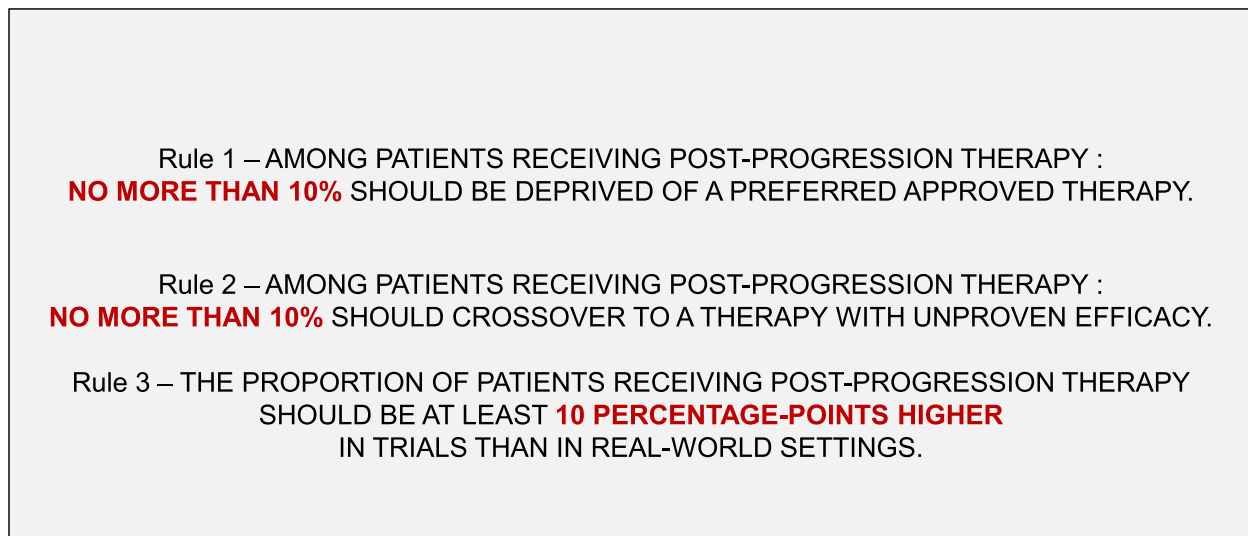 Rule 1 – AMONG PATIENTS RECEIVING POST-PROGRESSION THERAPY :
NO MORE THAN 10% SHOULD BE DEPRIVED OF A PREFERRED APPROVED THERAPY.
Rule 2 – AMONG PATIENTS RECEIVING POST-PROGRESSION THERAPY :
NO MORE THAN 10% SHOULD CROSSOVER TO A THERAPY WITH UNPROVEN EFFICACY.
Rule 3 – THE PROPORTION OF PATIENTS RECEIVING POST-PROGRESSION THERAPY
SHOULD BE AT LEAST 10 PERCENTAGE-POINTS HIGHER
IN TRIALS THAN IN REAL-WORLD SETTINGS.